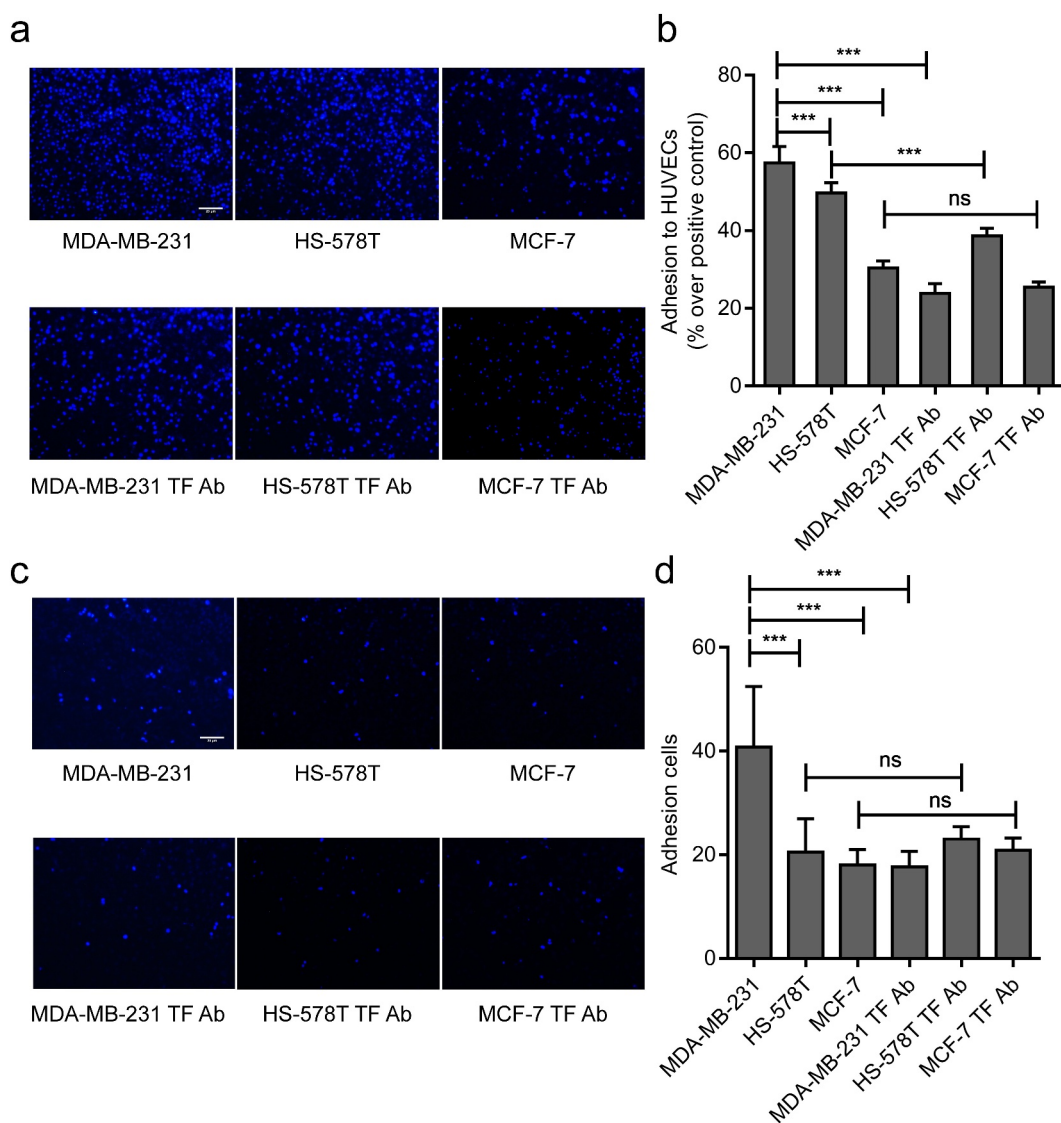 a
MDA-MB-231 HS-578T MCF-7
MDA-MB-231 TF Ab HS-578T TF Ab MCF-7 TF Ab
b
***
***
***
***
ns
80
60
40
20
0
Adhesion to HUVECs
(% over positive control)
MDA-MB-231
HS-578T
MCF-7
MDA-MB-231 TF Ab
HS-578T TF Ab
MCF-7 TF Ab
c
MDA-MB-231 HS-578T MCF-7
MDA-MB-231 TF Ab HS-578T TF Ab MCF-7 TF Ab
d
***
***
***
ns
ns
60
40
20
0
Adhesion cells
MDA-MB-231
HS-578T
MCF-7
MDA-MB-231 TF Ab
HS-578T TF Ab
MCF-7 TF Ab